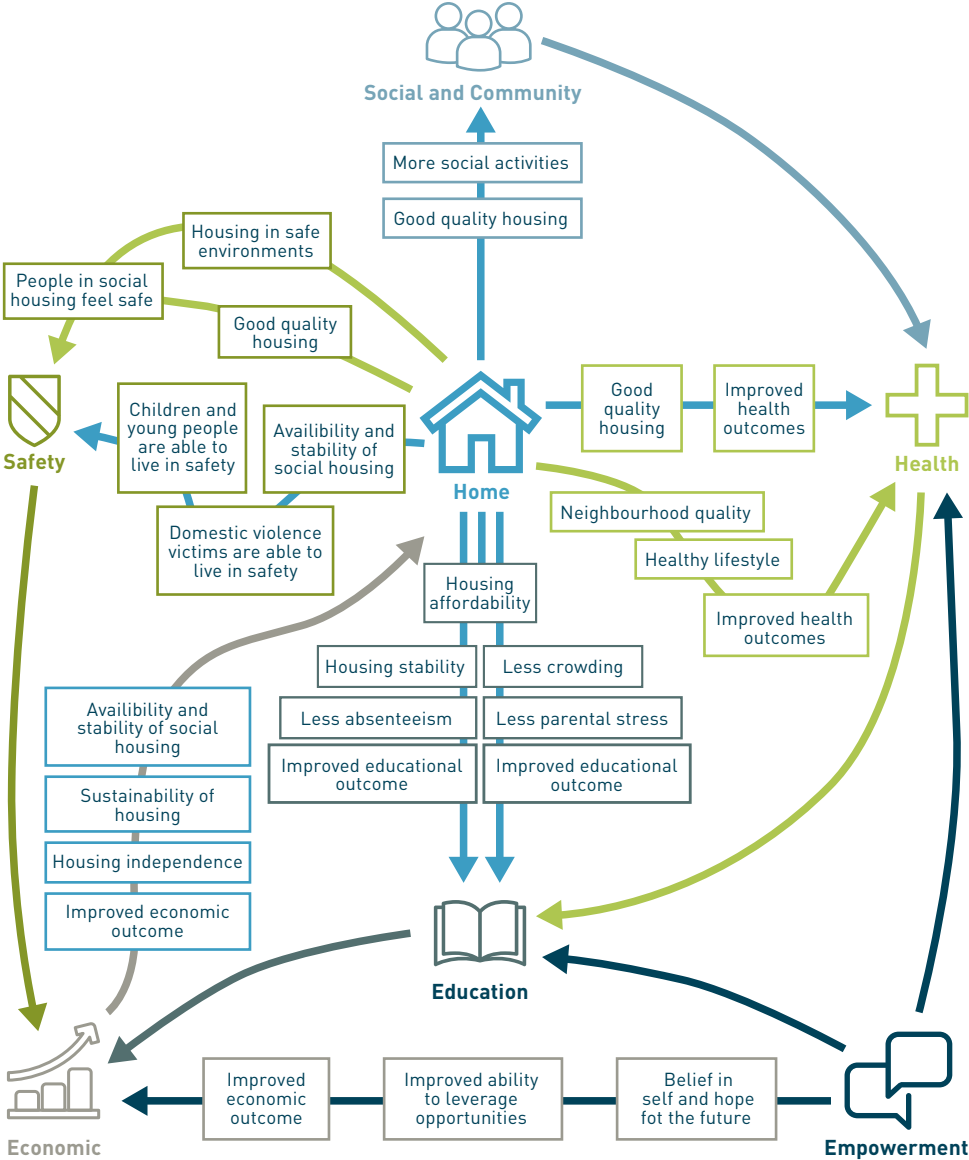 Social and Community
More social activities
Good quality housing
Housing in safe
environments
People in social
housing feel safe
Good quality
housing
Safety
Children and
young people
are able to
live in safety
Availibility and
stability of
social housing
Domestic violence
victims are able to
live in safety
Home
Good
quality
housing
Improved
health
outcomes
Health
Neighbourhood quality
Healthy lifestyle
Improved health
outcomes
Housing
affordability
Housing stability
Less crowding
Less absenteeism
Less parental stress
Improved educational
outcome
Improved educational
outcome
Availibility and
stability of social
housing
Sustainability of
housing
Housing independence
Improved economic
outcome
Education
Economic
Improved
economic
outcome
Improved ability
to leverage
opportunities
Belief in
self and hope
fot the future
Empowerment